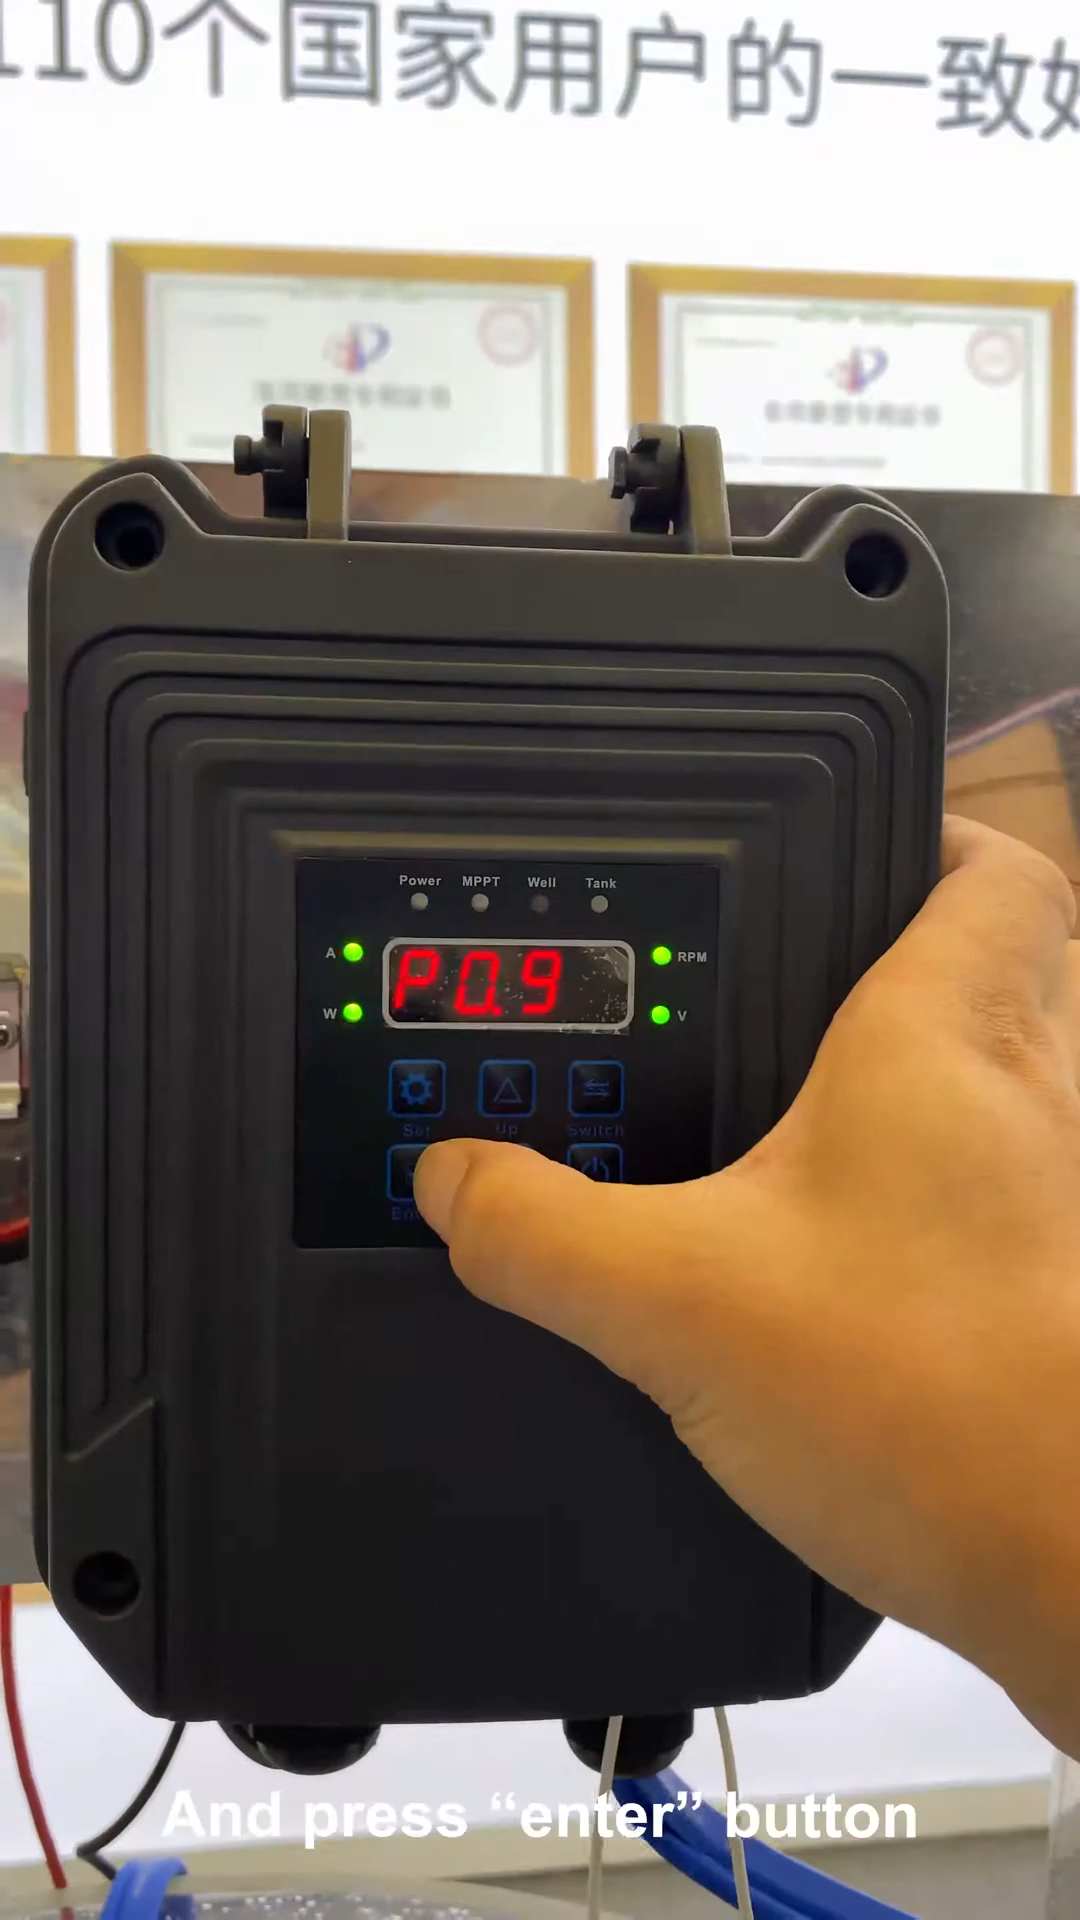 110个国家用户的一致好
Power MPPT Well Tank
A RPM
P0.9
W V
Set Up Switch
And press “enter” button